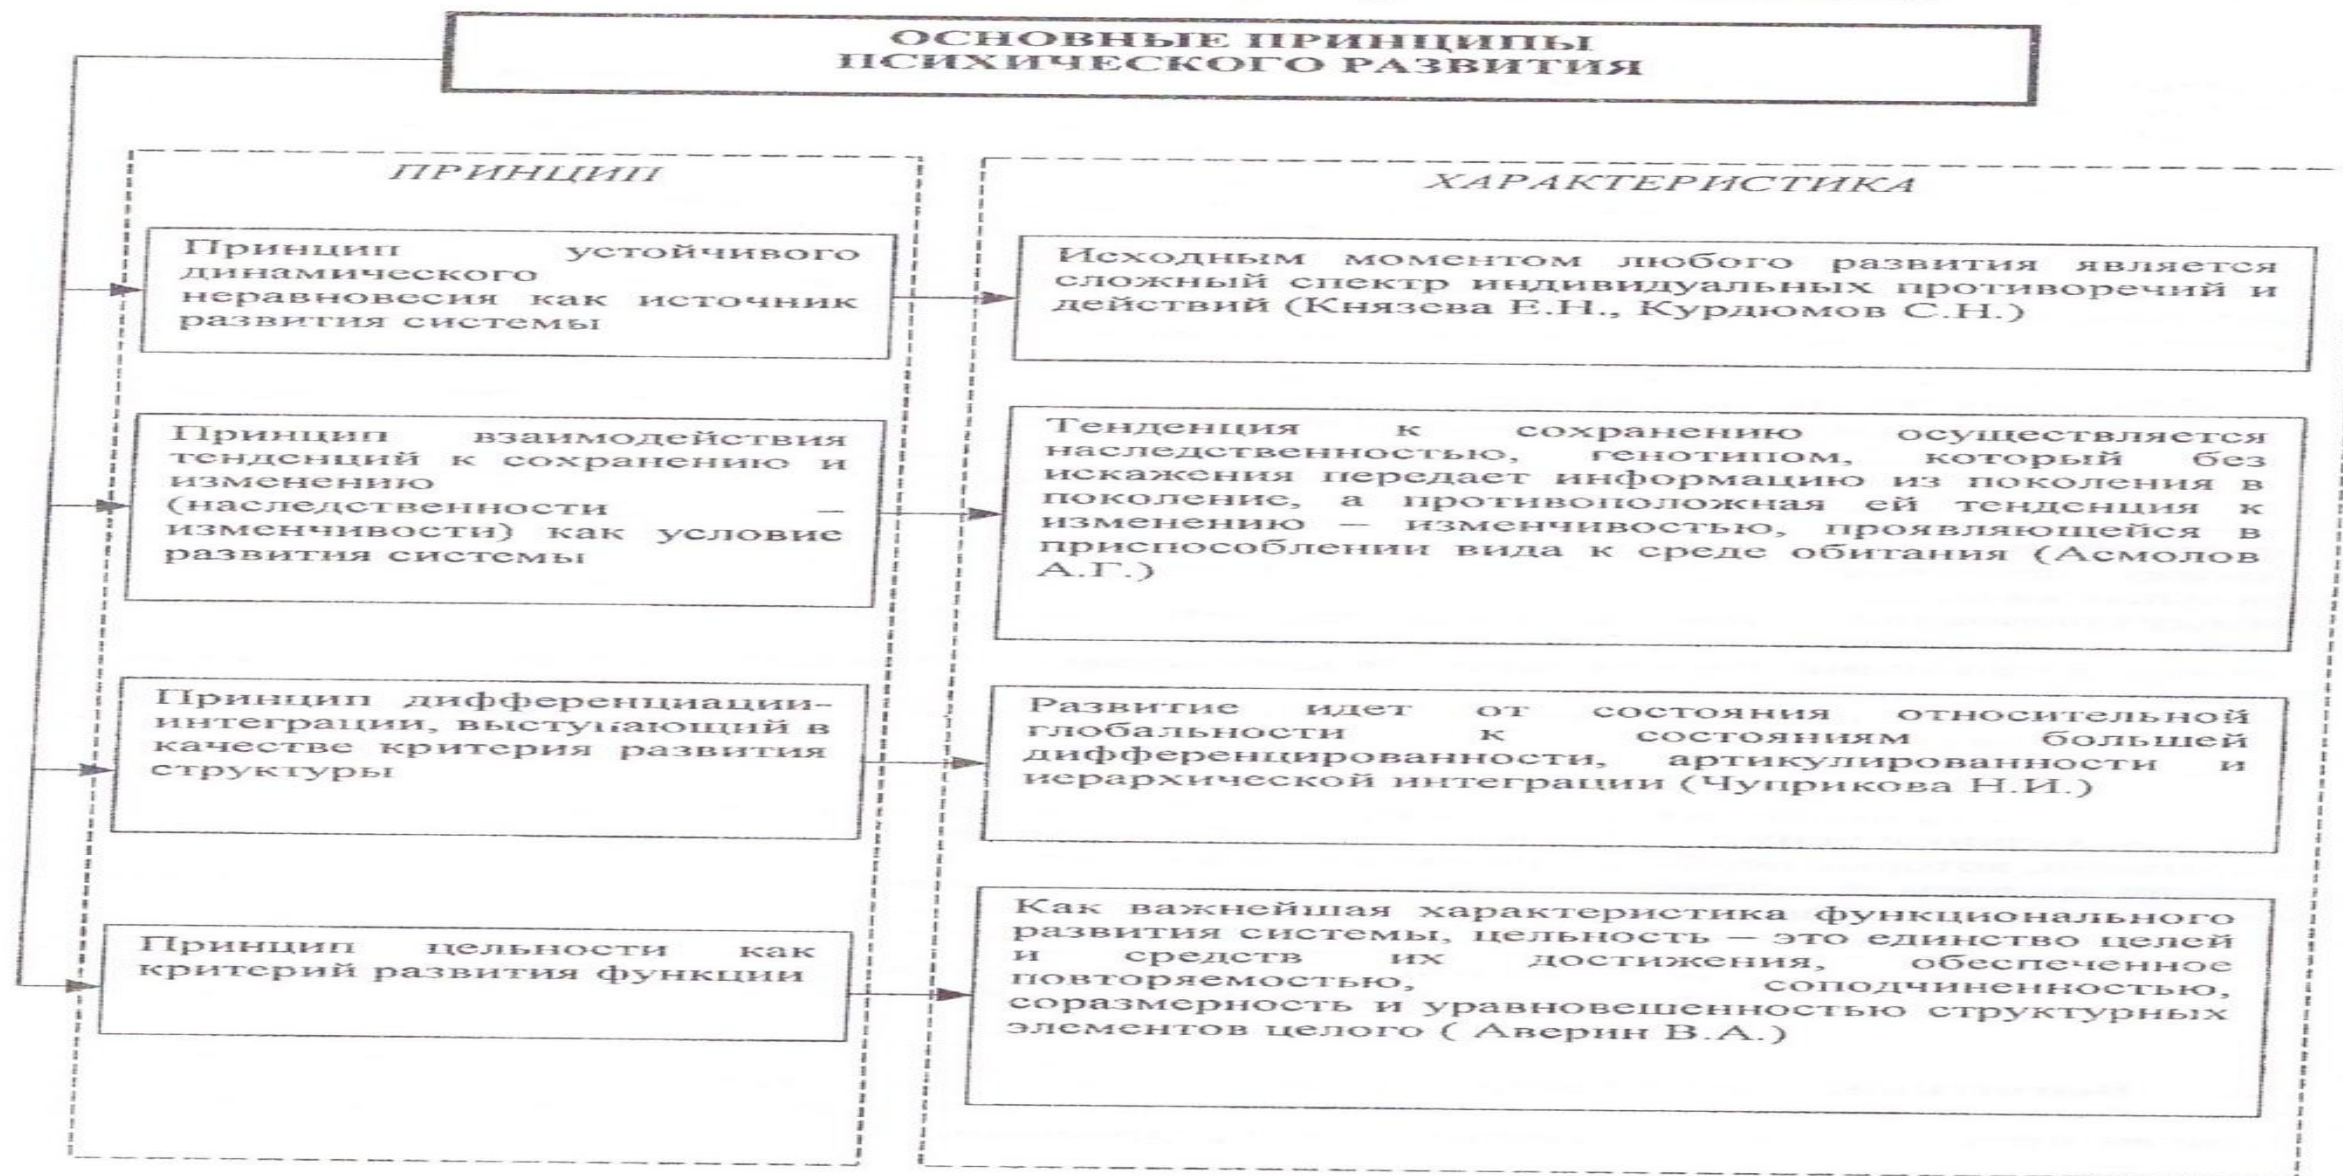 ОСНОВНЫЕ ПРИНЦИПЫ
ПСИХИЧЕСКОГО РАЗВИТИЯ
ПРИНЦИП
ХАРАКТЕРИСТИКА
Принцип устойчивого
динамического
неравновесия как источник
развития системы
Исходным моментом любого развития является
сложный спектр индивидуальных противоречий и
действий (Князева Е.Н., Курдюмов С.Н.)
Принцип взаимодействия
тенденций к сохранению и
изменению
(наследственности –
изменчивости) как условие
развития системы
Тенденция к сохранению осуществляется
наследственностью, генотипом, который без
искажения передает информацию из поколения в
поколение, а противоположная ей тенденция к
изменению – изменчивостью, проявляющейся в
приспособлении вида к среде обитания (Асмолов
А.Г.)
Принцип дифференциации-
интеграции, выступающий в
качестве критерия развития
структуры
Развитие идет от состояния относительной
глобальности к состояниям большей
дифференцированности, артикулированности и
иерархической интеграции (Чуприкова Н.И.)
Принцип цельности как
критерий развития функции
Как важнейшая характеристика функционального
развития системы, цельность – это единство целей
и средств их достижения, обеспеченное
повторяемостью, соподчиненностью,
соразмерность и уравновешенностью структурных
элементов целого ( Аверин В.А.)